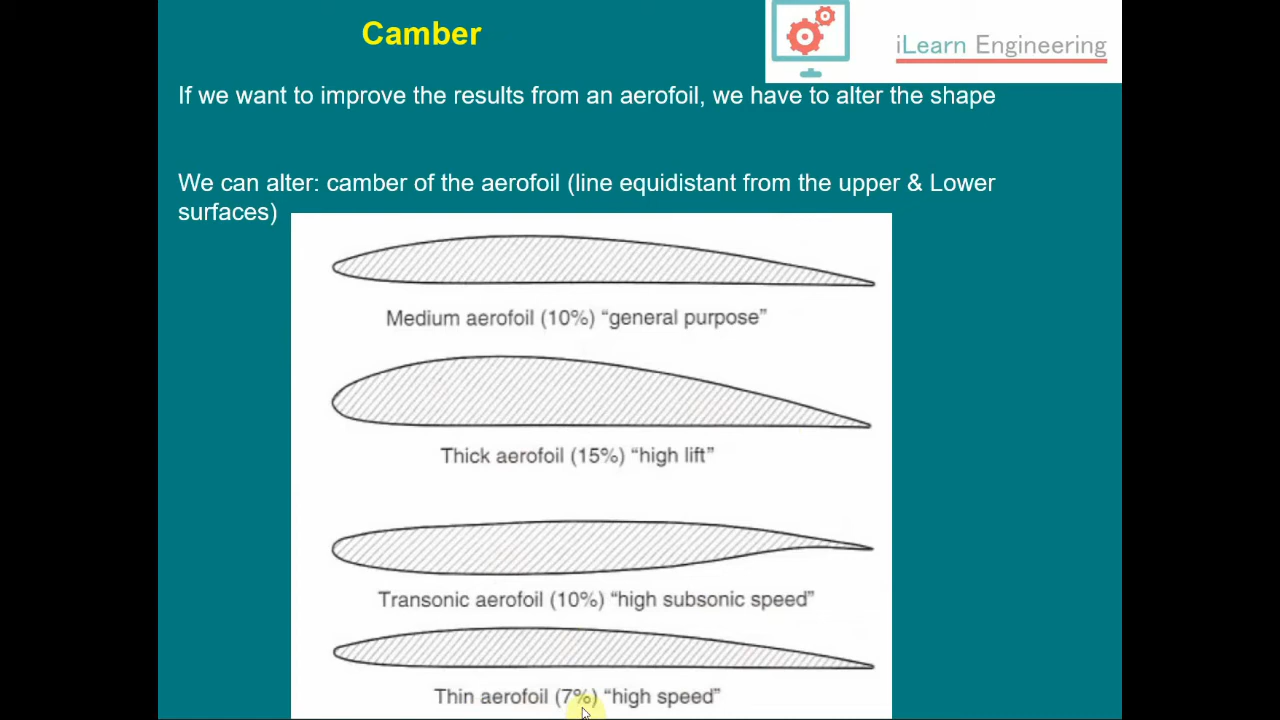 Camber
iLearn Engineering
If we want to improve the results from an aerofoil, we have to alter the shape
We can alter: camber of the aerofoil (line equidistant from the upper & Lower
surfaces)
Medium aerofoil (10%) “general purpose”
Thick aerofoil (15%) “high lift”
Transonic aerofoil (10%) “high subsonic speed”
Thin aerofoil (7%) “high speed”